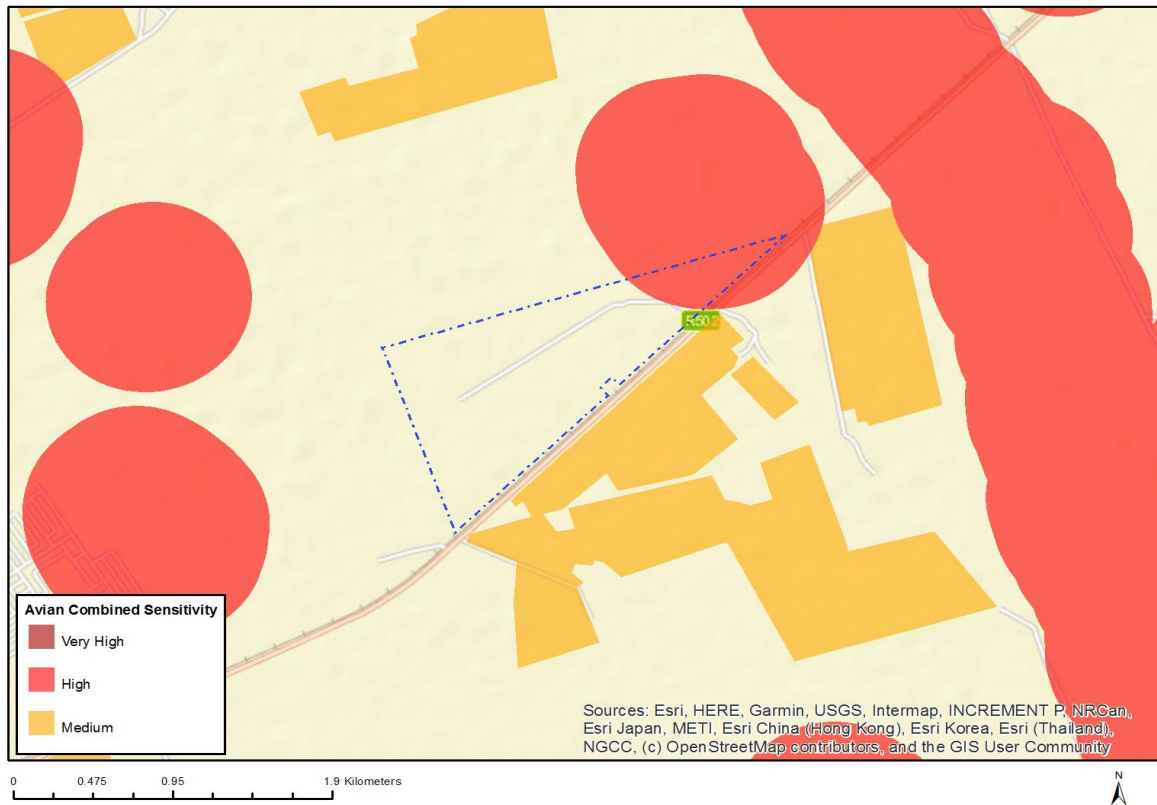 5502
Avian Combined Sensitivity
Very High
High
Medium
Sources: Esri, HERE, Garmin, USGS, Intermap, INCREMENT P, NRCan,
Esri Japan, METI, Esri China (Hong Kong), Esri Korea, Esri (Thailand),
NGCC, (c) OpenStreetMap contributors, and the GIS User Community
0 0.475 0.95 1.9 Kilometers
N